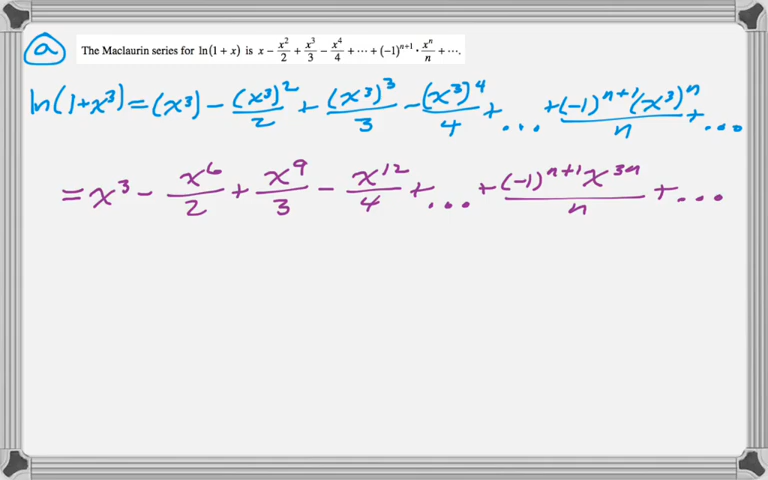 a The Maclaurin series for ln(1 + x) is x − x²/2 + x³/3 − x⁴/4 + ⋯ + (−1)ⁿ⁺¹ · xⁿ/n + ⋯.
ln(1+x³) = (x³) − (x³)²/2 + (x³)³/3 − (x³)⁴/4 + ... + (−1)ⁿ⁺¹(x³)ⁿ/n + ...
= x³ − x⁶/2 + x⁹/3 − x¹²/4 + ... + (−1)ⁿ⁺¹x³ⁿ/n + ...